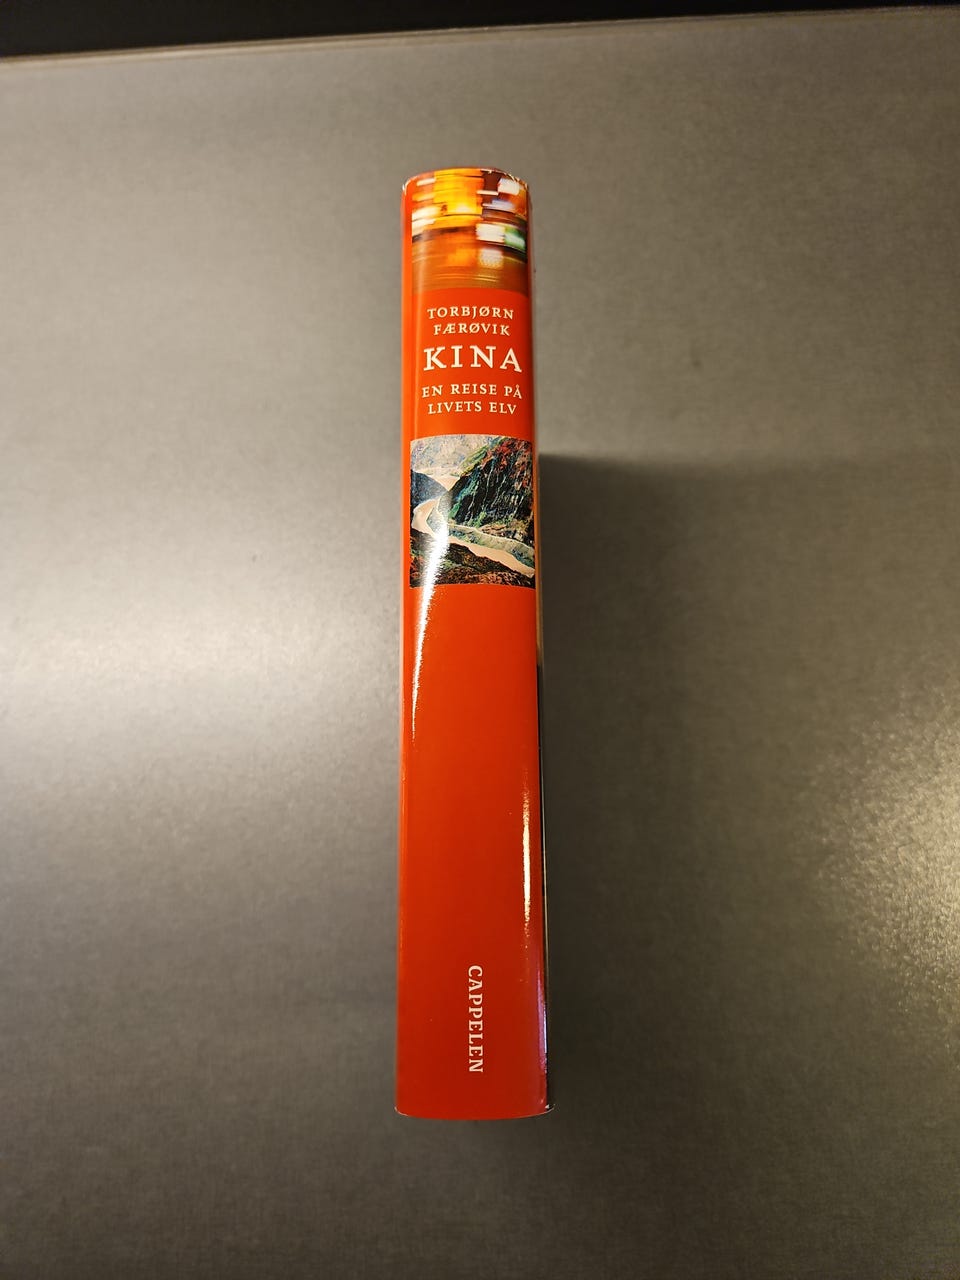 TORBJØRN
FÆRØVIK
KINA
EN REISE PÅ
LIVETS ELV
CAPPELEN